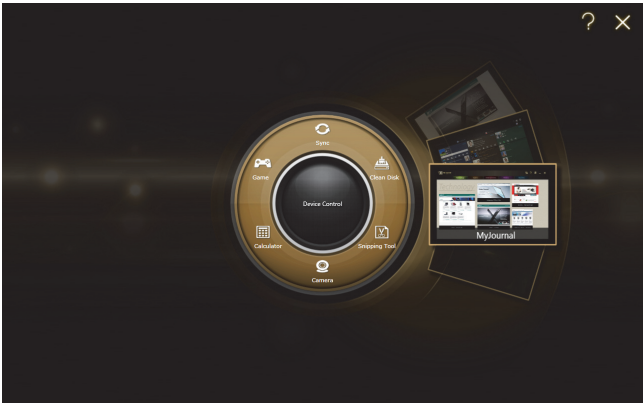 ?
Sync
Game
Clean Disk
Device Control
Calculator
Snipping Tool
Camera
MyJournal